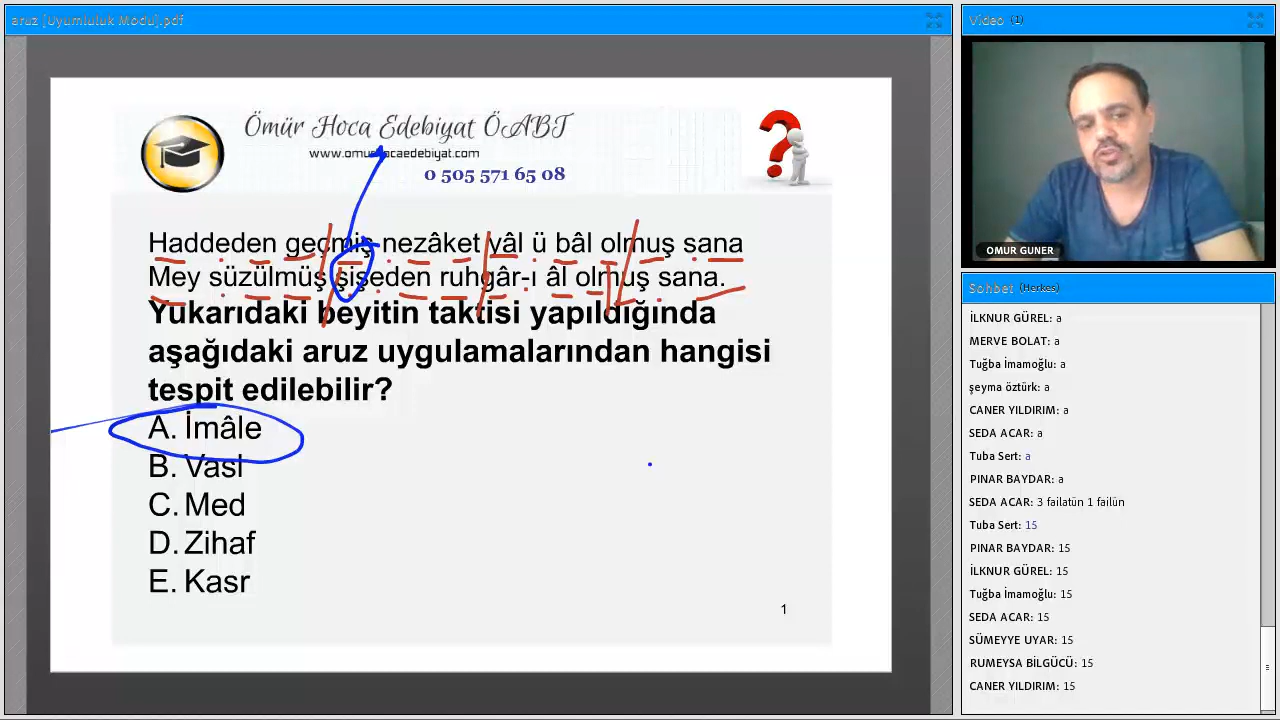 aruz [Uyumluluk Modu].pdf
Ömür Hoca Edebiyat ÖABT
www.omurhocaedebiyat.com
0 505 571 65 08
Haddeden geçmiş nezâket yâl ü bâl olmuş sana
Mey süzülmüş şişeden ruhgâr-ı âl olmuş sana.
Yukarıdaki beyitin taktisi yapıldığında
aşağıdaki aruz uygulamalarından hangisi
tespit edilebilir?
A. İmâle
B. Vasl
C. Med
D. Zihaf
E. Kasr
1
Video (1)
OMUR GUNER
Sohbet (Herkes)
İLKNUR GÜREL: a
MERVE BOLAT: a
Tuğba İmamoğlu: a
şeyma öztürk: a
CANER YILDIRIM: a
SEDA ACAR: a
Tuba Sert: a
PINAR BAYDAR: a
SEDA ACAR: 3 failatün 1 failün
Tuba Sert: 15
PINAR BAYDAR: 15
İLKNUR GÜREL: 15
Tuğba İmamoğlu: 15
SEDA ACAR: 15
SÜMEYYE UYAR: 15
RUMEYSA BİLGÜCÜ: 15
CANER YILDIRIM: 15